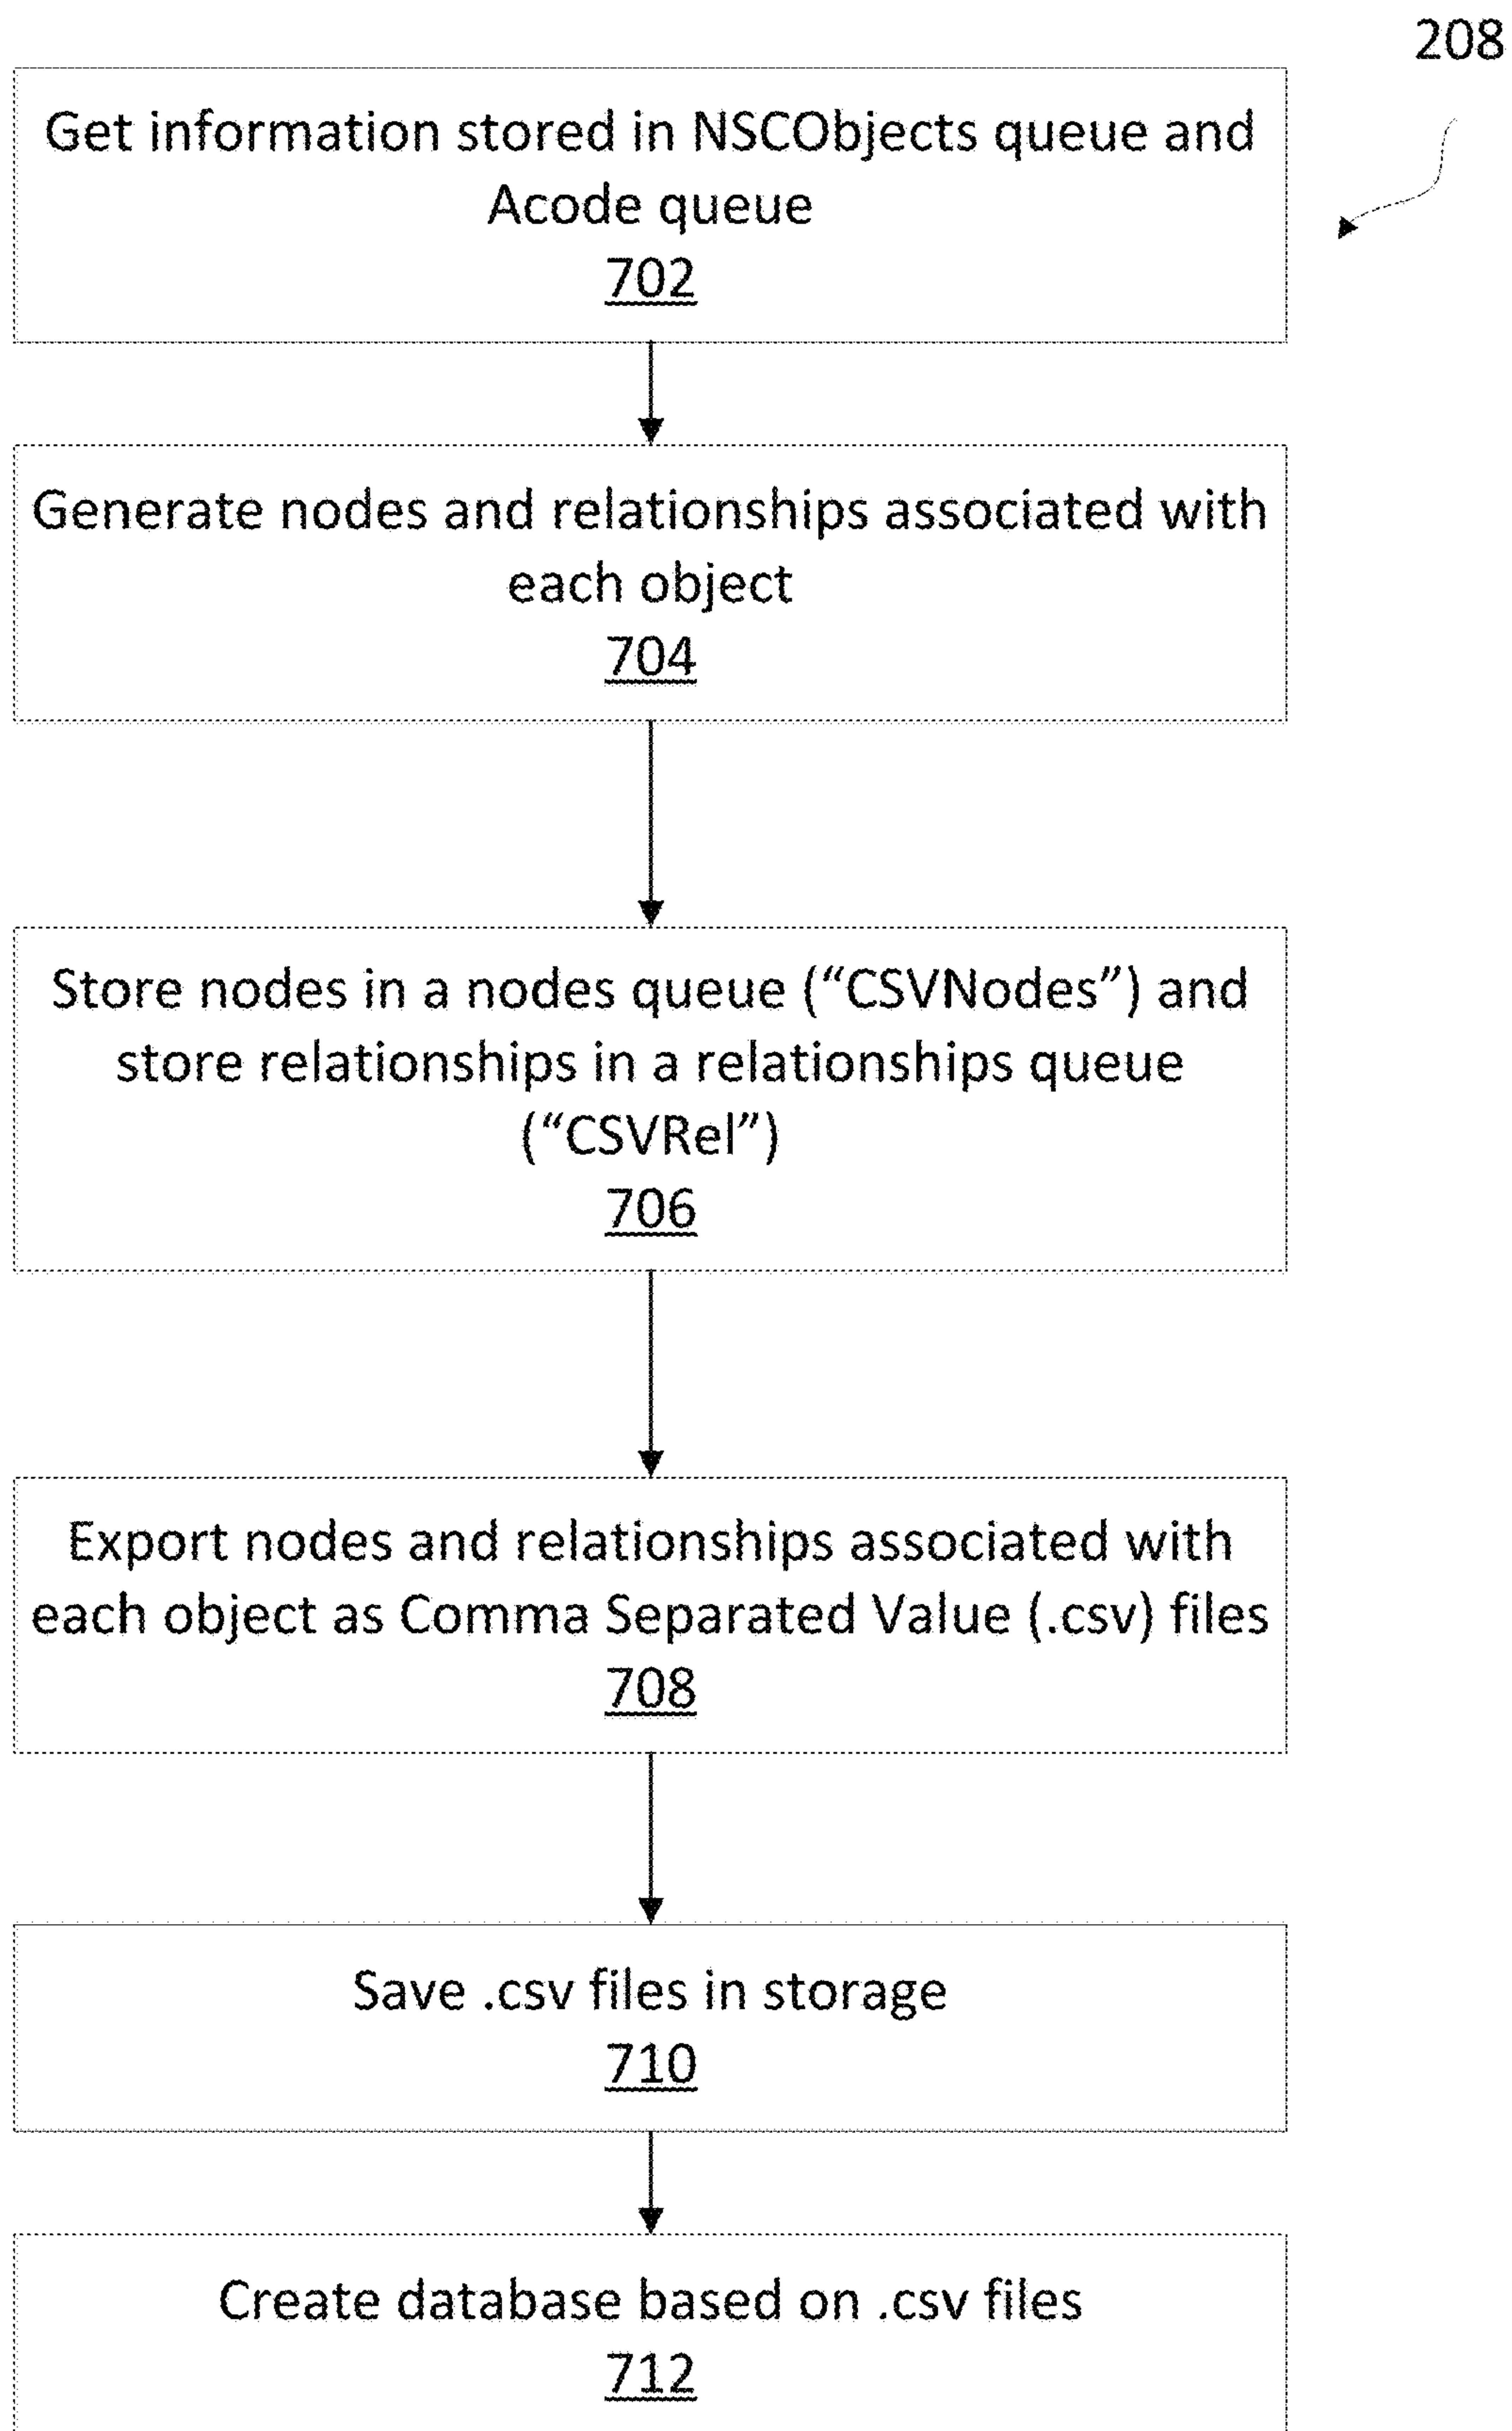 208
Get information stored in NSCObjects queue and
Acode queue
702
Generate nodes and relationships associated with
each object
704
Store nodes in a nodes queue (“CSVNodes”) and
store relationships in a relationships queue
(“CSVRel”)
706
Export nodes and relationships associated with
each object as Comma Separated Value (.csv) files
708
Save .csv files in storage
710
Create database based on .csv files
712